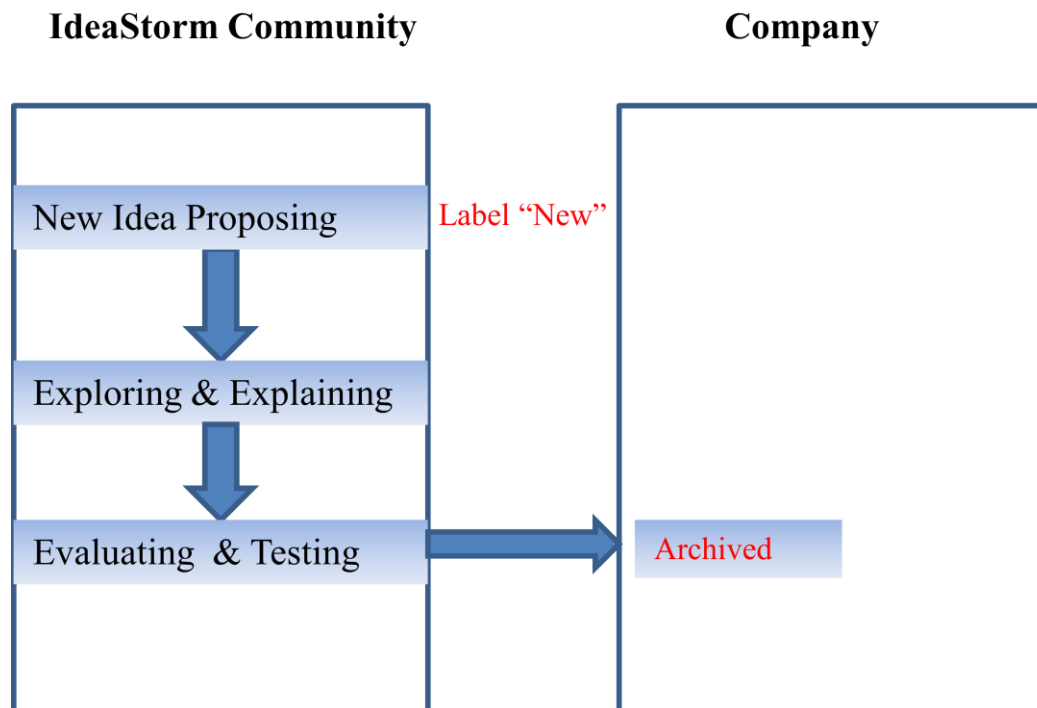 IdeaStorm Community
Company
New Idea Proposing
Label “New”
Exploring & Explaining
Evaluating & Testing
Archived